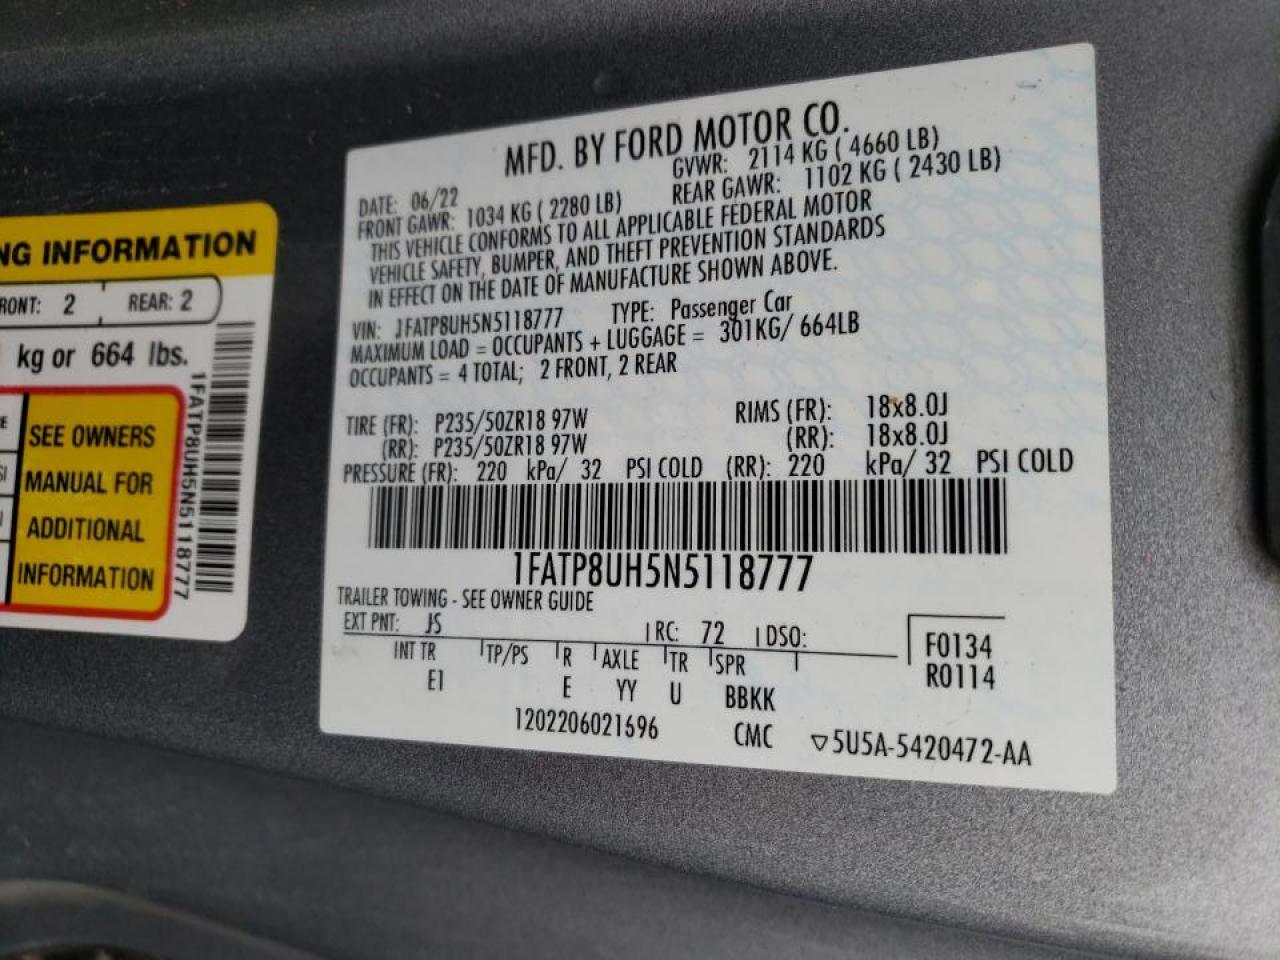 NG INFORMATION
RONT: 2 REAR: 2
kg or 664 lbs.
SEE OWNERS
MANUAL FOR
ADDITIONAL
INFORMATION
1FATP8UH5N5118777
MFD. BY FORD MOTOR CO.
DATE: 06/22 GVWR: 2114 KG ( 4660 LB)
FRONT GAWR: 1034 KG ( 2280 LB) REAR GAWR: 1102 KG ( 2430 LB)
THIS VEHICLE CONFORMS TO ALL APPLICABLE FEDERAL MOTOR
VEHICLE SAFETY, BUMPER, AND THEFT PREVENTION STANDARDS
IN EFFECT ON THE DATE OF MANUFACTURE SHOWN ABOVE.
VIN: 1FATP8UH5N5118777 TYPE: Passenger Car
MAXIMUM LOAD = OCCUPANTS + LUGGAGE = 301KG/ 664LB
OCCUPANTS = 4 TOTAL; 2 FRONT, 2 REAR
TIRE (FR): P235/50ZR18 97W RIMS (FR): 18x8.0J
(RR): P235/50ZR18 97W (RR): 18x8.0J
PRESSURE (FR): 220 kPa/ 32 PSI COLD (RR): 220 kPa/ 32 PSI COLD
1FATP8UH5N5118777
TRAILER TOWING - SEE OWNER GUIDE
EXT PNT: JS RC: 72 DSO: F0134
INT TR TP/PS R AXLE TR SPR R0114
E1 E YY U BBKK
1202206021696 CMC ▽5U5A-5420472-AA